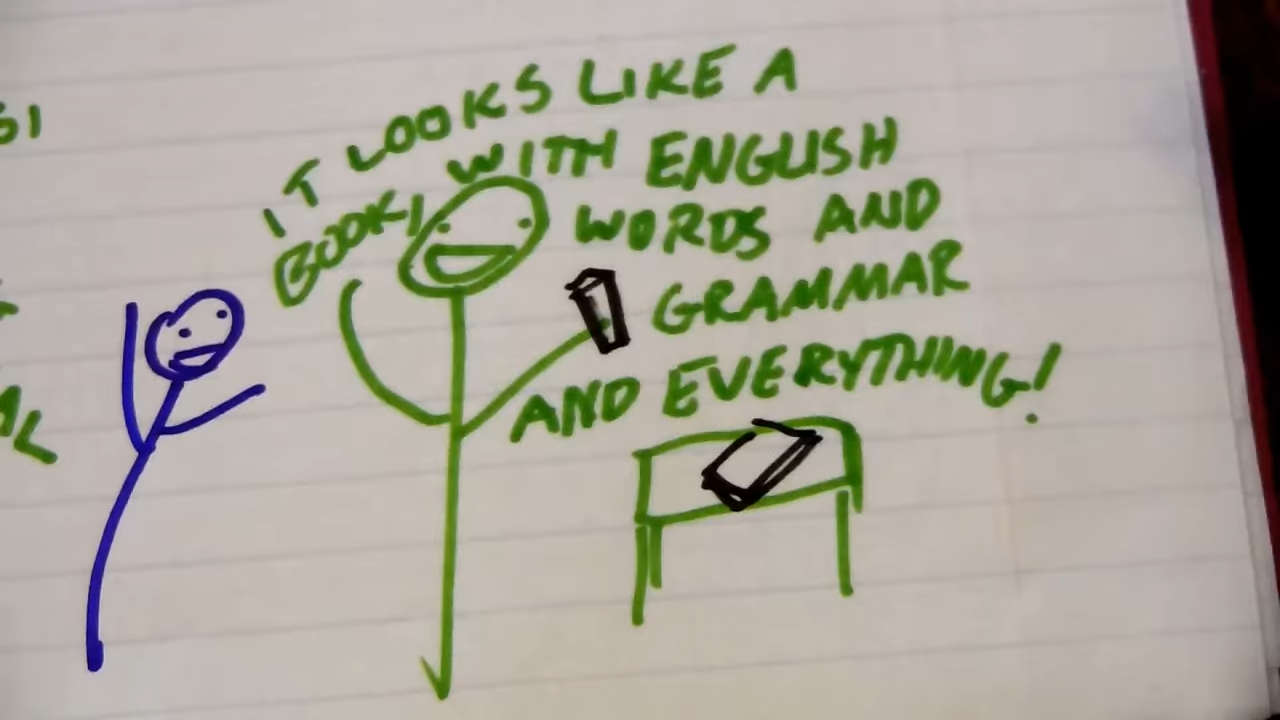 IT LOOKS LIKE A
BOOK! WITH ENGLISH
WORDS AND
GRAMMAR
AND EVERYTHING!